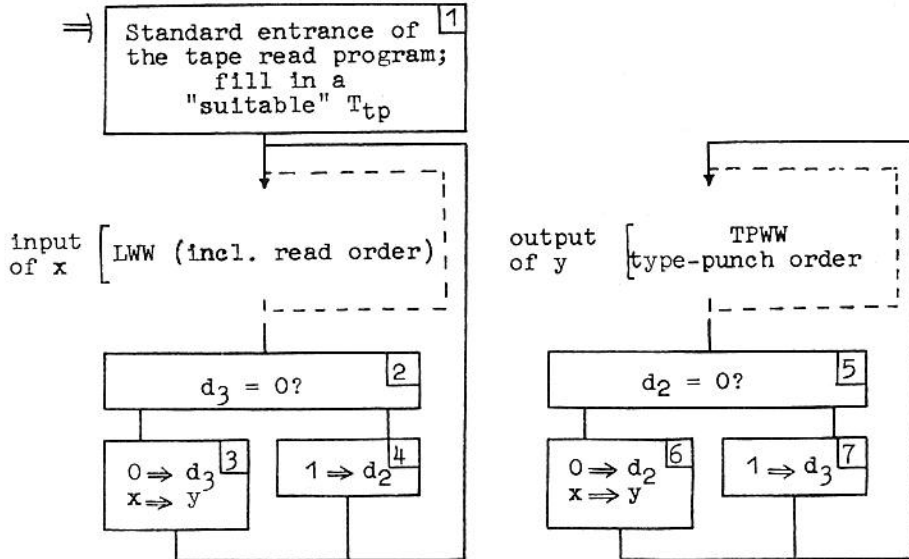 ⇒
1
Standard entrance of
the tape read program;
fill in a
"suitable" Ttp
input
of x
LWW (incl. read order)
output
of y
TPWW
type-punch order
2
d3 = 0?
5
d2 = 0?
3
0 ⇒ d3
x ⇒ y
4
1 ⇒ d2
6
0 ⇒ d2
x ⇒ y
7
1 ⇒ d3